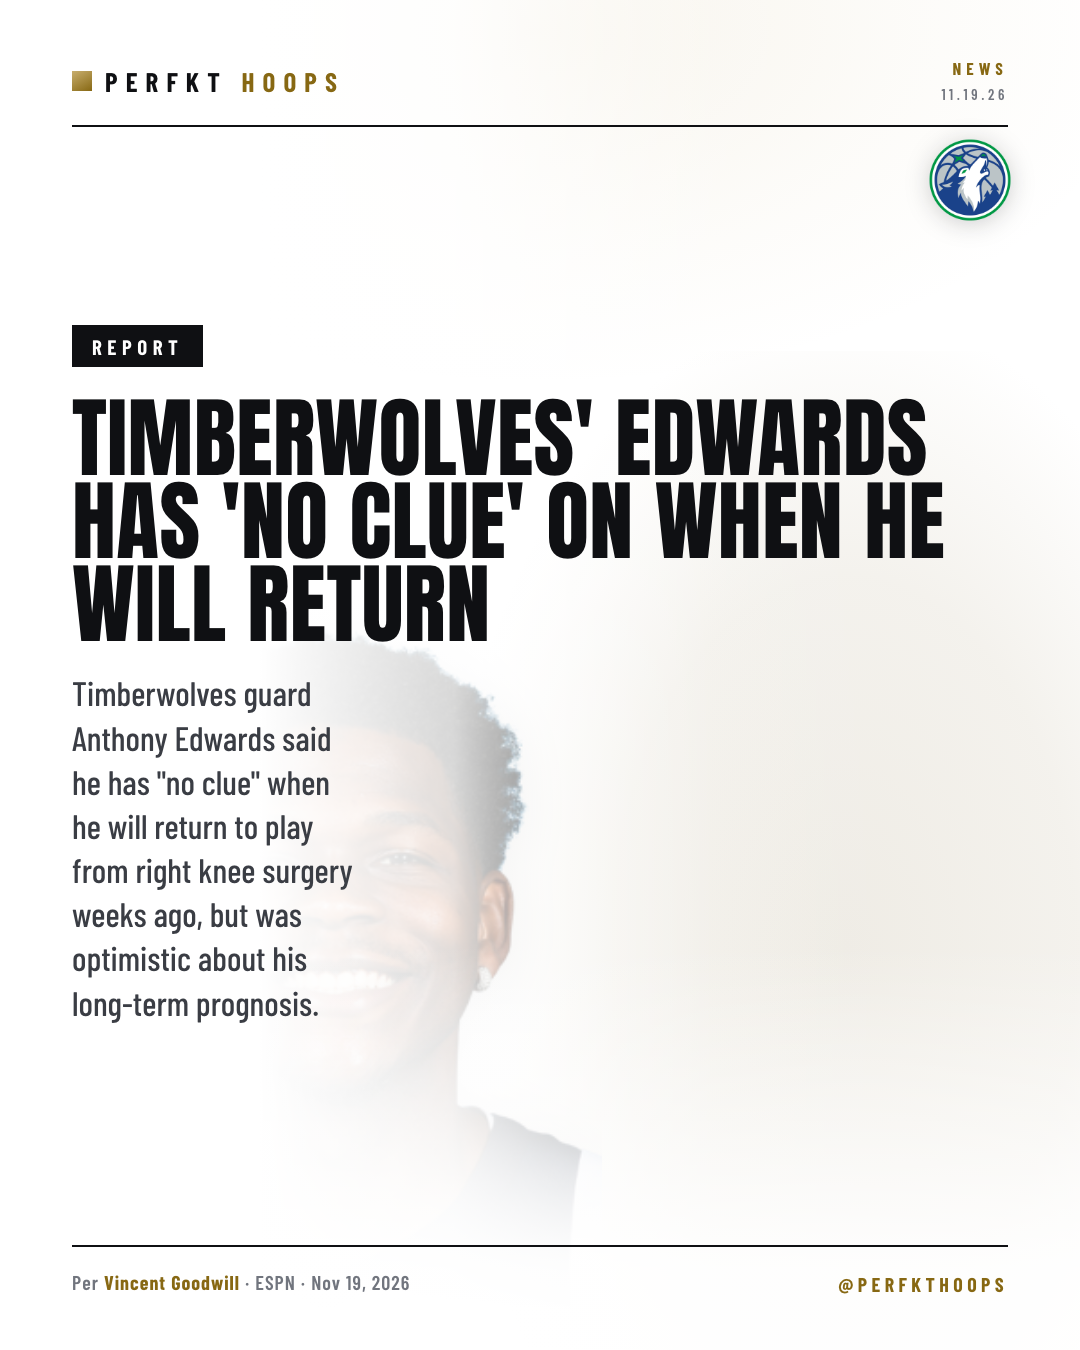 PERFKT HOOPS
NEWS
11.19.26
REPORT
TIMBERWOLVES' EDWARDS
HAS 'NO CLUE' ON WHEN HE
WILL RETURN
Timberwolves guard
Anthony Edwards said
he has "no clue" when
he will return to play
from right knee surgery
weeks ago, but was
optimistic about his
long-term prognosis.
Per Vincent Goodwill · ESPN · Nov 19, 2026
@PERFKTHOOPS